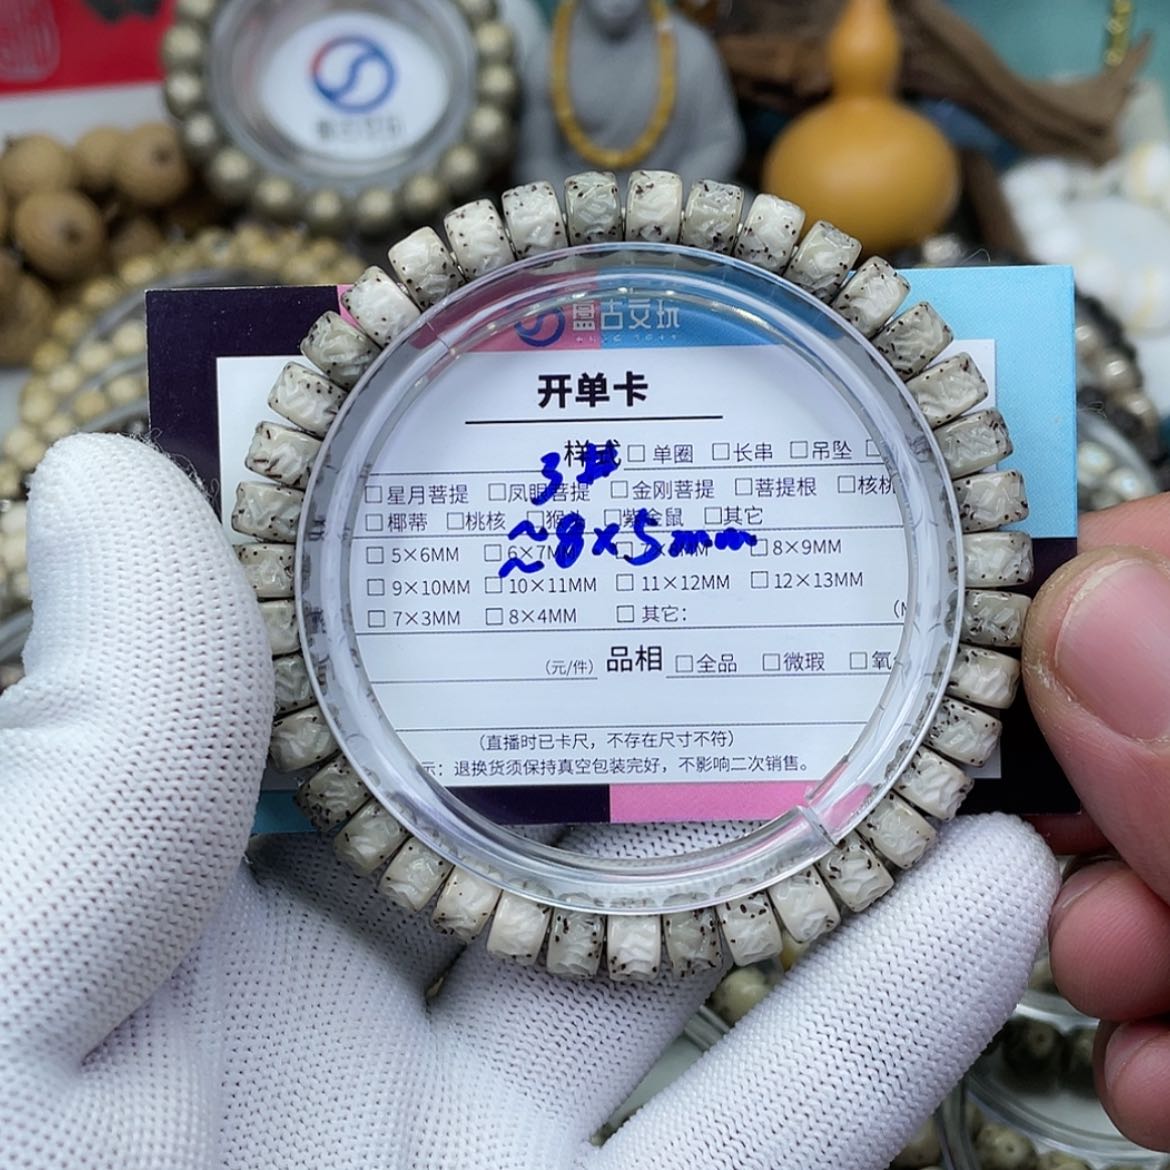 盘古文玩
开单卡
样式 □ 单圈 □ 长串 □ 吊坠 □
□ 星月菩提 □ 凤眼菩提 □ 金刚菩提 □ 菩提根 □ 核桃
□ 椰蒂 □ 桃核 □ 猴头 □ 紫金鼠 □ 其它
3#
□ 5×6MM □ 6×7MM □ □ 8×9MM
≈8×5mm
□ 9×10MM □ 10×11MM □ 11×12MM □ 12×13MM
□ 7×3MM □ 8×4MM □ 其它: (M
(元/件) 品相 □ 全品 □ 微瑕 □ 氧
(直播时已卡尺，不存在尺寸不符)
示：退换货须保持真空包装完好，不影响二次销售。